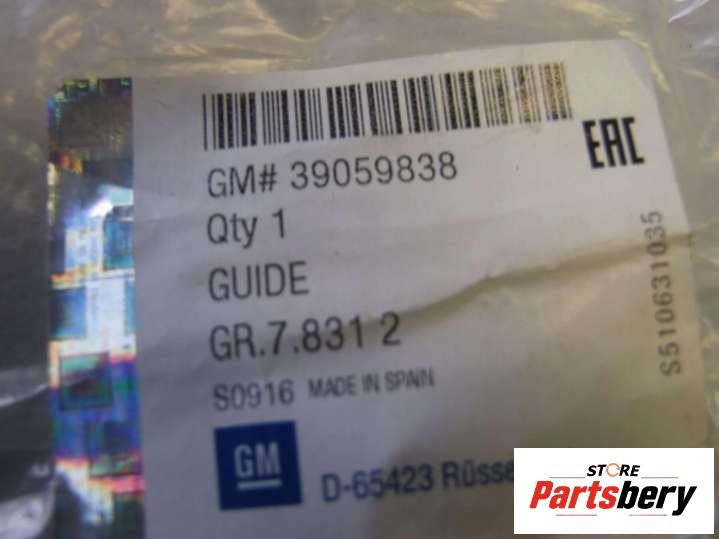 GM# 39059838
EAC
Qty 1
GUIDE
GR.7.831 2
S0916 MADE IN SPAIN
S510631035
GM
D-65423 Rüsse
STORE
Partsbery